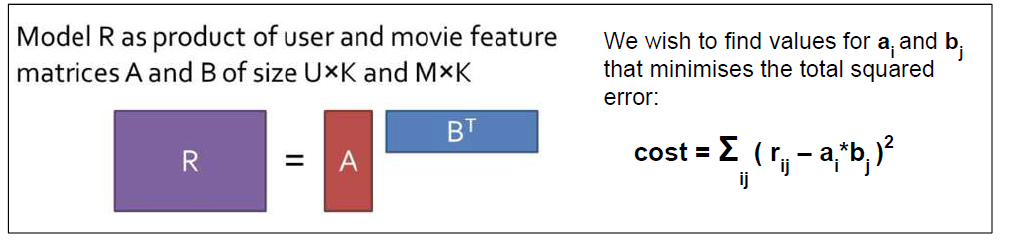 Model R as product of user and movie feature
matrices A and B of size U×K and M×K
R = A Bᵀ
We wish to find values for aᵢ and bⱼ
that minimises the total squared
error:
cost = Σ ( rᵢⱼ – aᵢ*bⱼ )²
ij